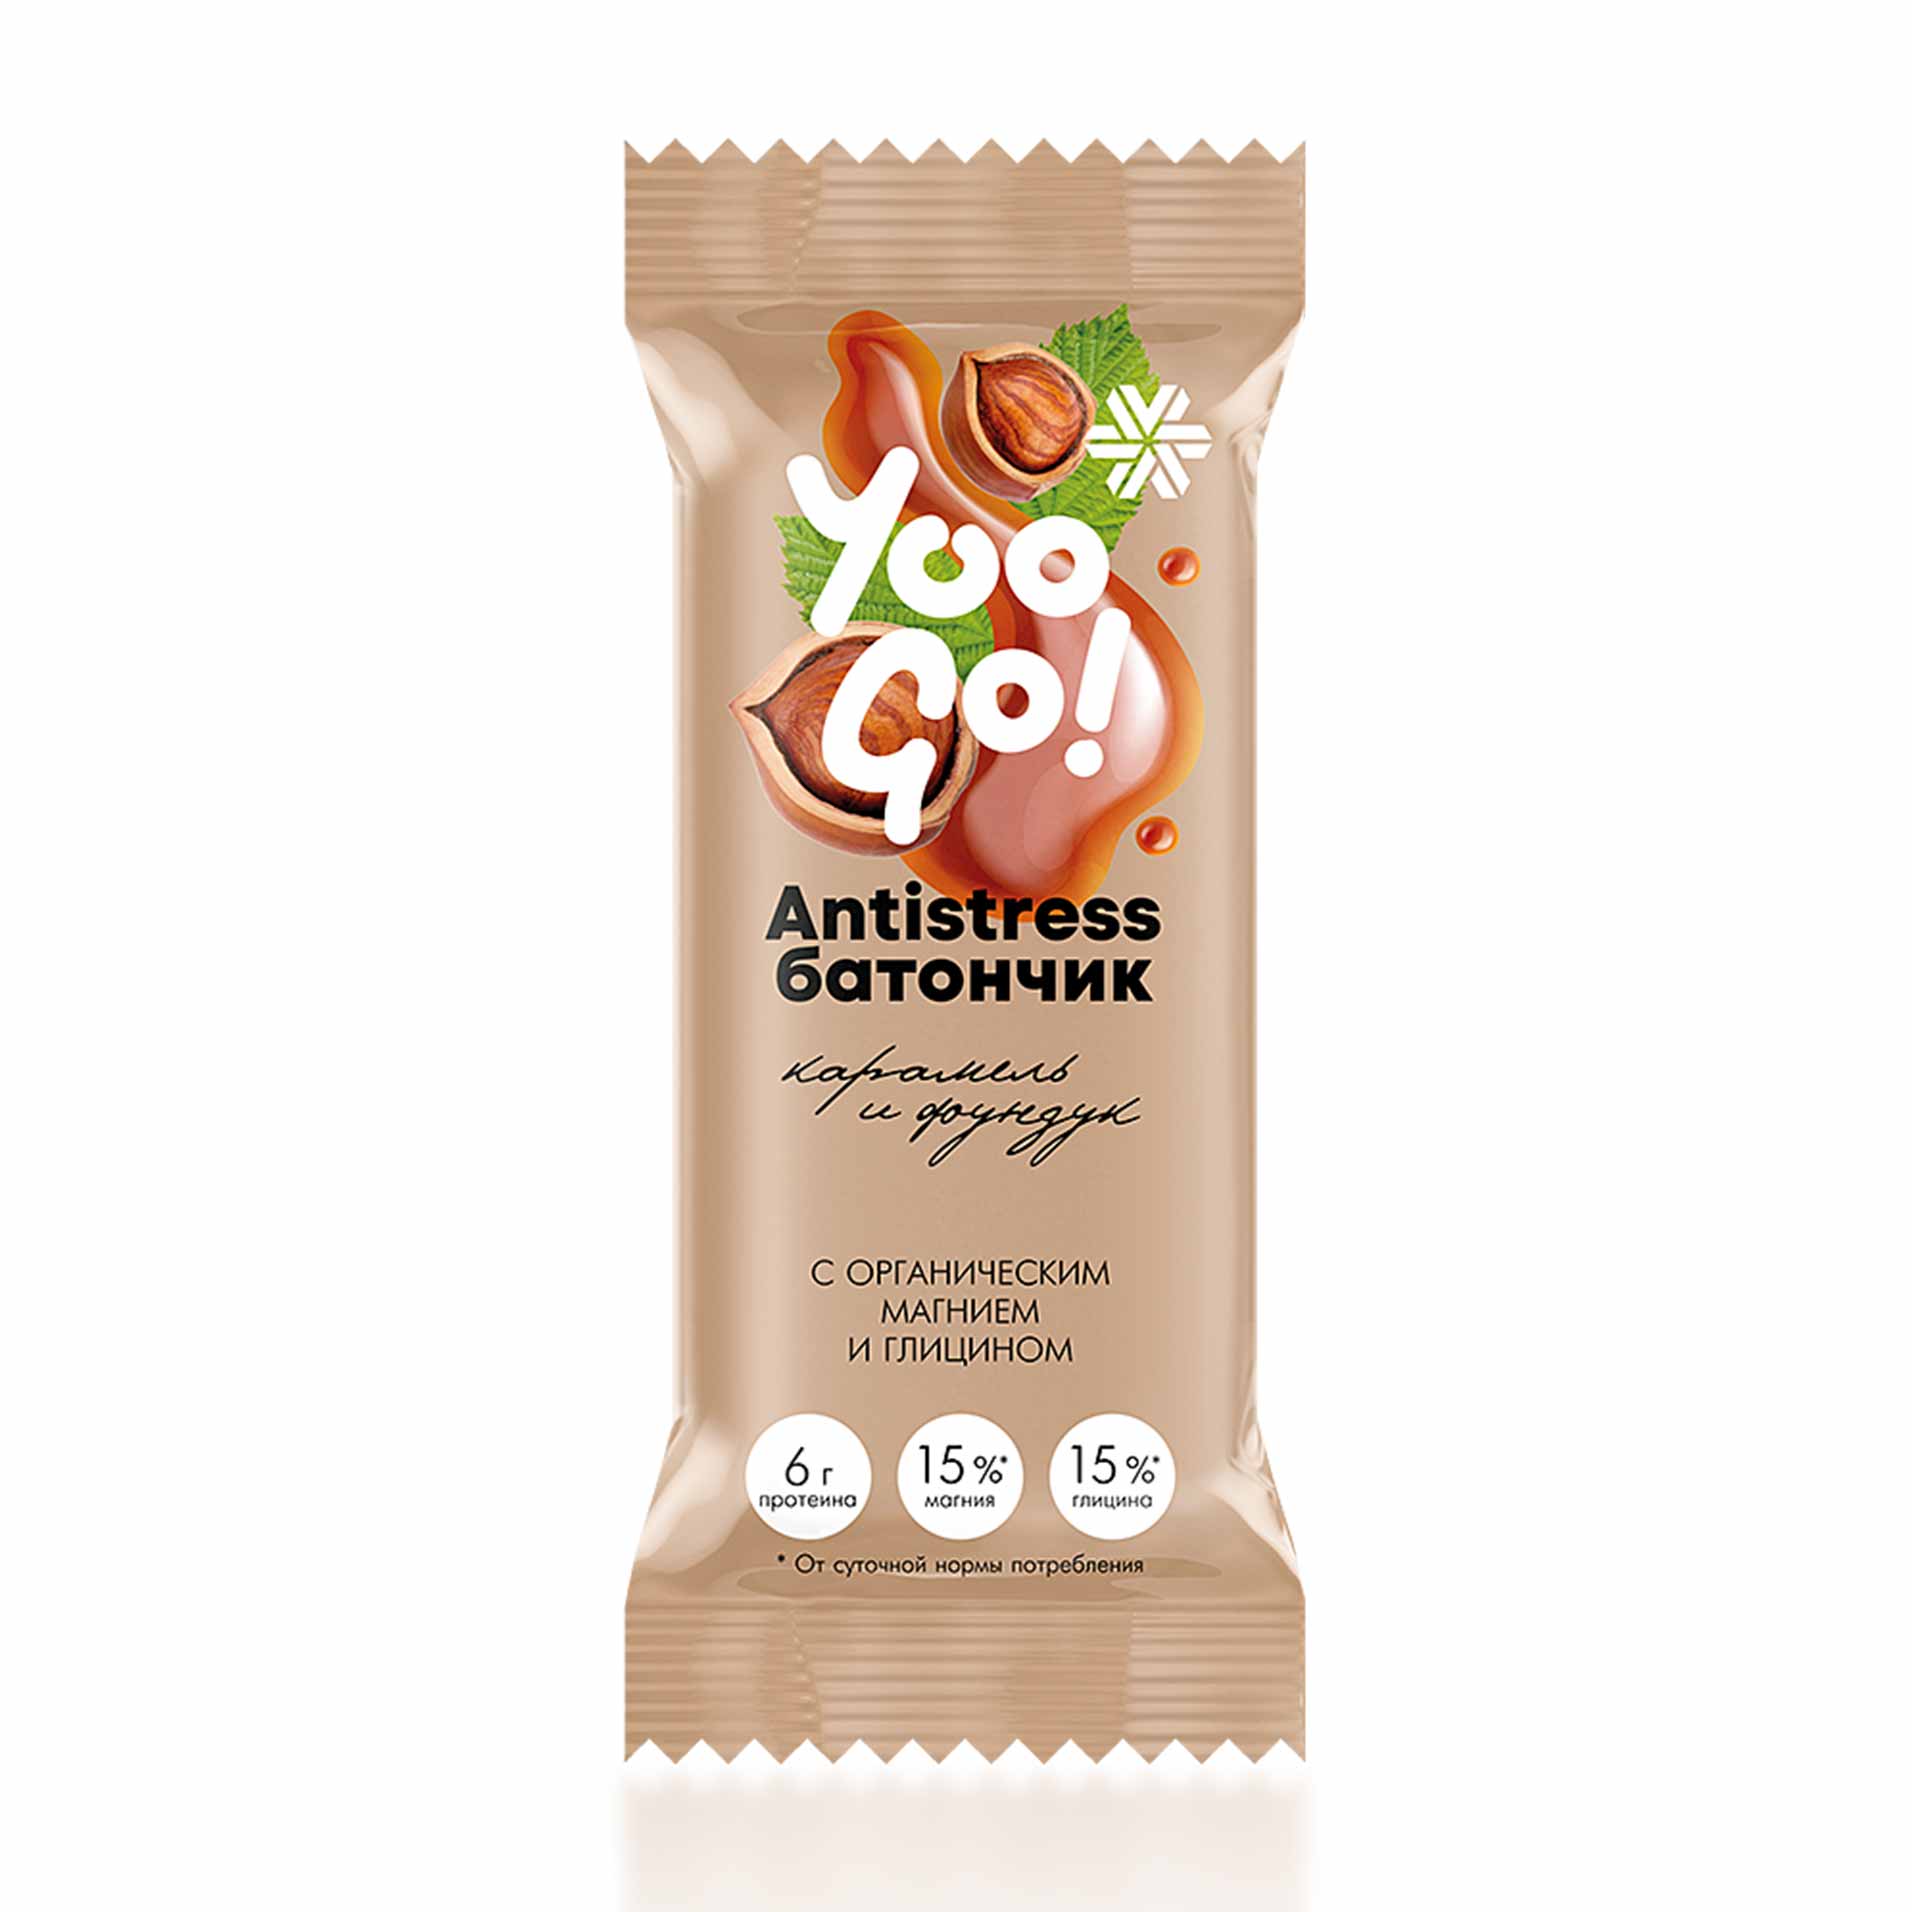 Yoo
Go!
Antistress
батончик
карамель
и фундук
С ОРГАНИЧЕСКИМ
МАГНИЕМ
И ГЛИЦИНОМ
6 г
протеина
15 %*
магния
15 %*
глицина
* От суточной нормы потребления